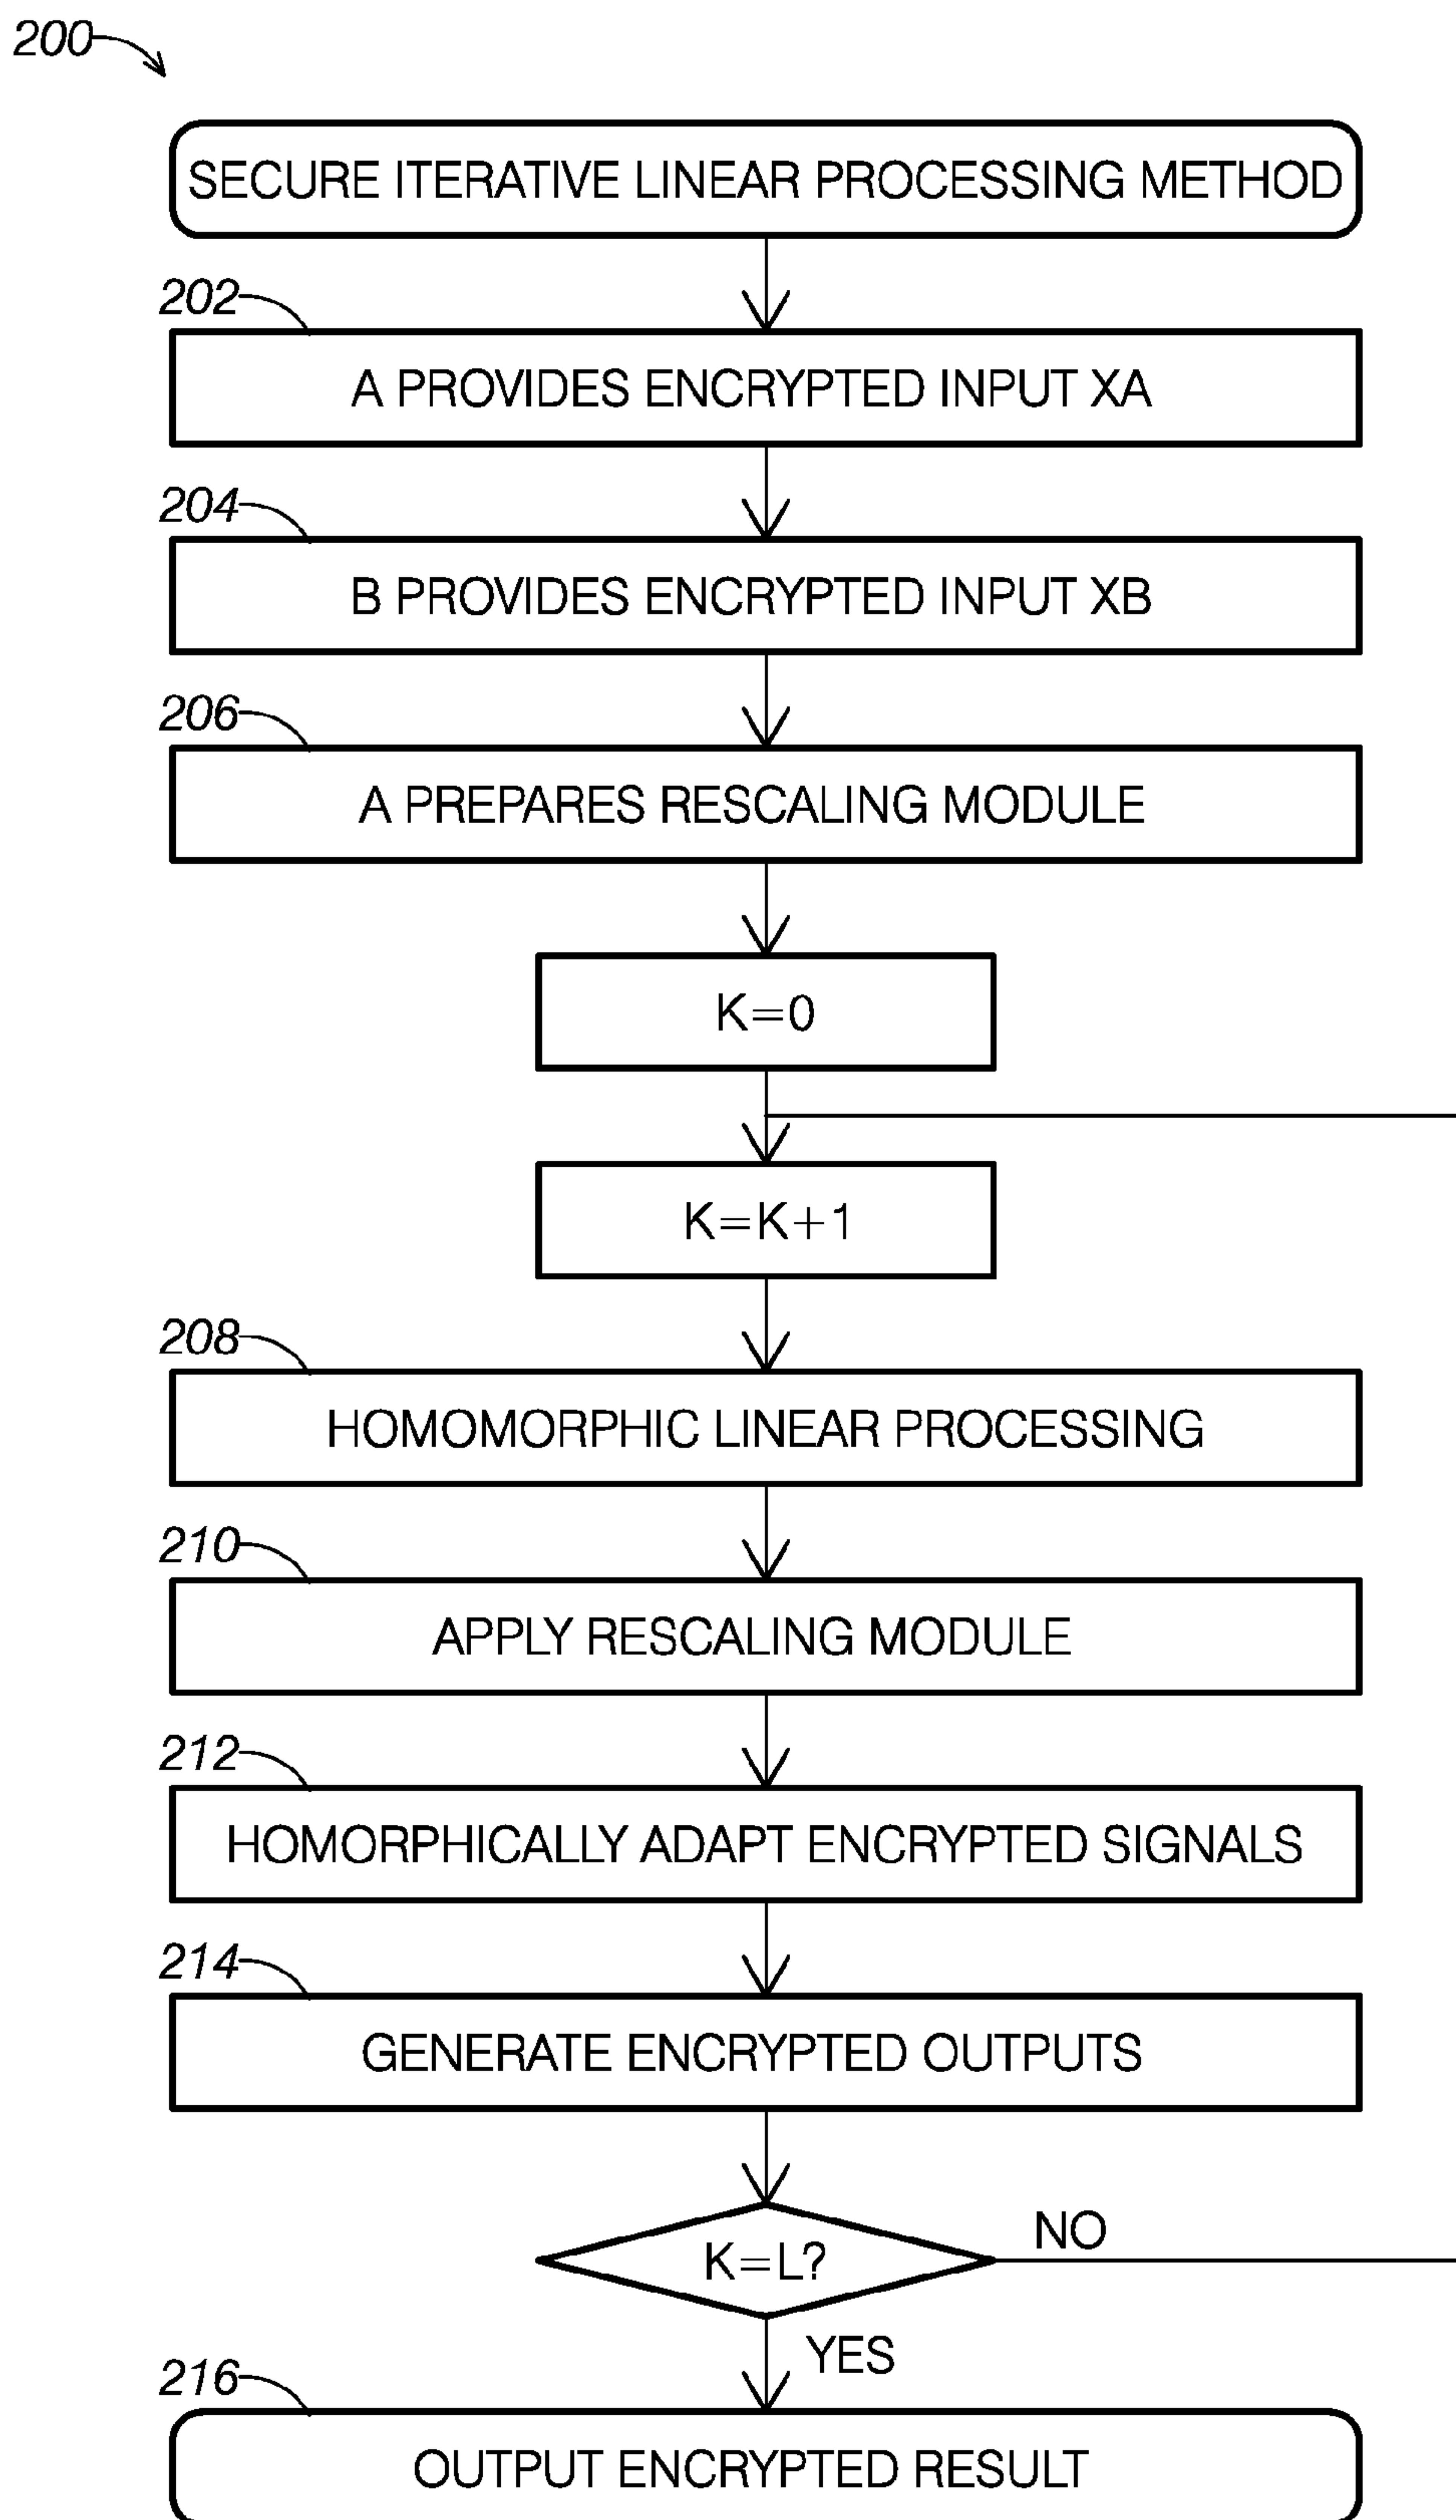 200
SECURE ITERATIVE LINEAR PROCESSING METHOD
202
A PROVIDES ENCRYPTED INPUT XA
204
B PROVIDES ENCRYPTED INPUT XB
206
A PREPARES RESCALING MODULE
K=0
K=K+1
208
HOMOMORPHIC LINEAR PROCESSING
210
APPLY RESCALING MODULE
212
HOMORPHICALLY ADAPT ENCRYPTED SIGNALS
214
GENERATE ENCRYPTED OUTPUTS
K=L?
NO
YES
216
OUTPUT ENCRYPTED RESULT